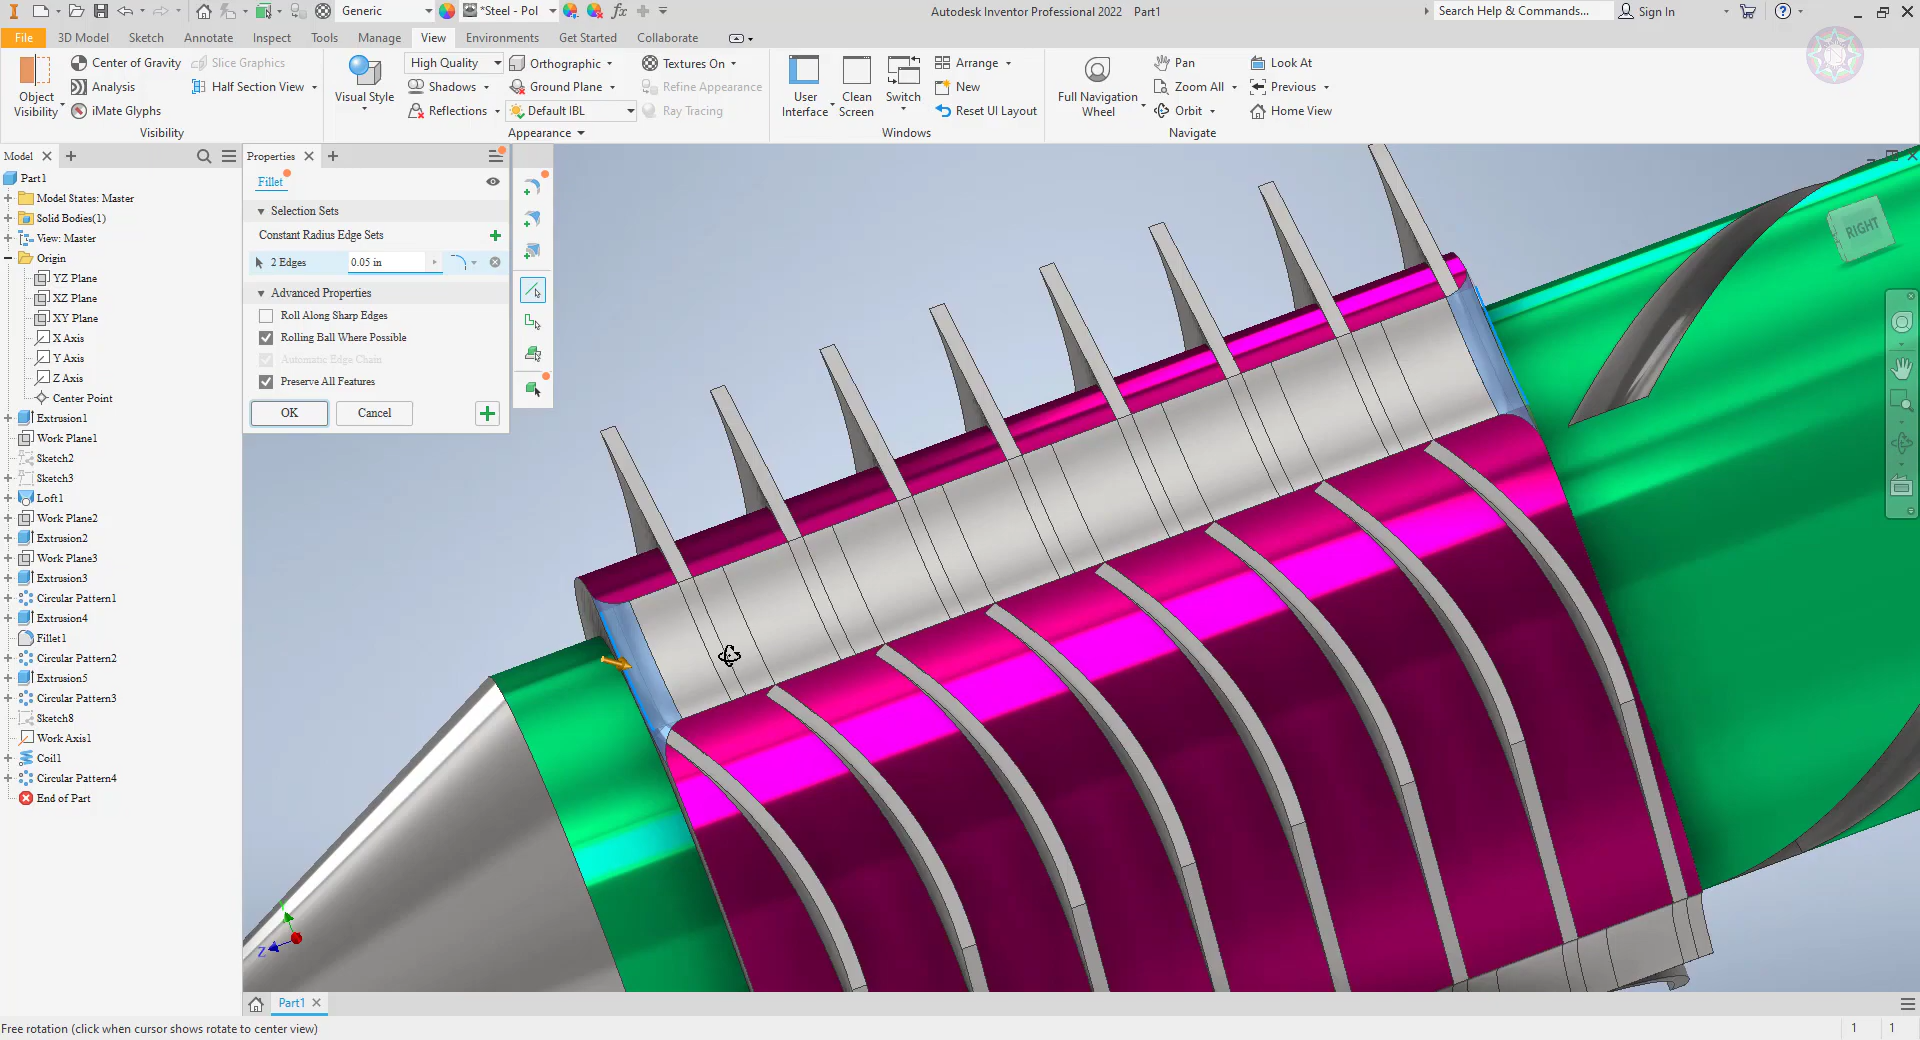 Generic
*Steel - Pol
Autodesk Inventor Professional 2022 Part1
Search Help & Commands...
Sign In
File 3D Model Sketch Annotate Inspect Tools Manage View Environments Get Started Collaborate
Object Visibility
Center of Gravity
Analysis
iMate Glyphs
Slice Graphics
Half Section View
Visibility
Visual Style
High Quality
Shadows
Reflections
Orthographic
Ground Plane
Default IBL
Textures On
Refine Appearance
Ray Tracing
Appearance
User Interface
Clean Screen
Switch
Arrange
New
Reset UI Layout
Windows
Full Navigation Wheel
Pan
Zoom All
Orbit
Look At
Previous
Home View
Navigate
Model
Part1
Model States: Master
Solid Bodies(1)
View: Master
Origin
YZ Plane
XZ Plane
XY Plane
X Axis
Y Axis
Z Axis
Center Point
Extrusion1
Work Plane1
Sketch2
Sketch3
Loft1
Work Plane2
Extrusion2
Work Plane3
Extrusion3
Circular Pattern1
Extrusion4
Fillet1
Circular Pattern2
Extrusion5
Circular Pattern3
Sketch8
Work Axis1
Coil1
Circular Pattern4
End of Part
Properties
Fillet
Selection Sets
Constant Radius Edge Sets
2 Edges 0.05 in
Advanced Properties
Roll Along Sharp Edges
Rolling Ball Where Possible
Automatic Edge Chain
Preserve All Features
OK Cancel
RIGHT
Y
Z
Part1
Free rotation (click when cursor shows rotate to center view)
1 1